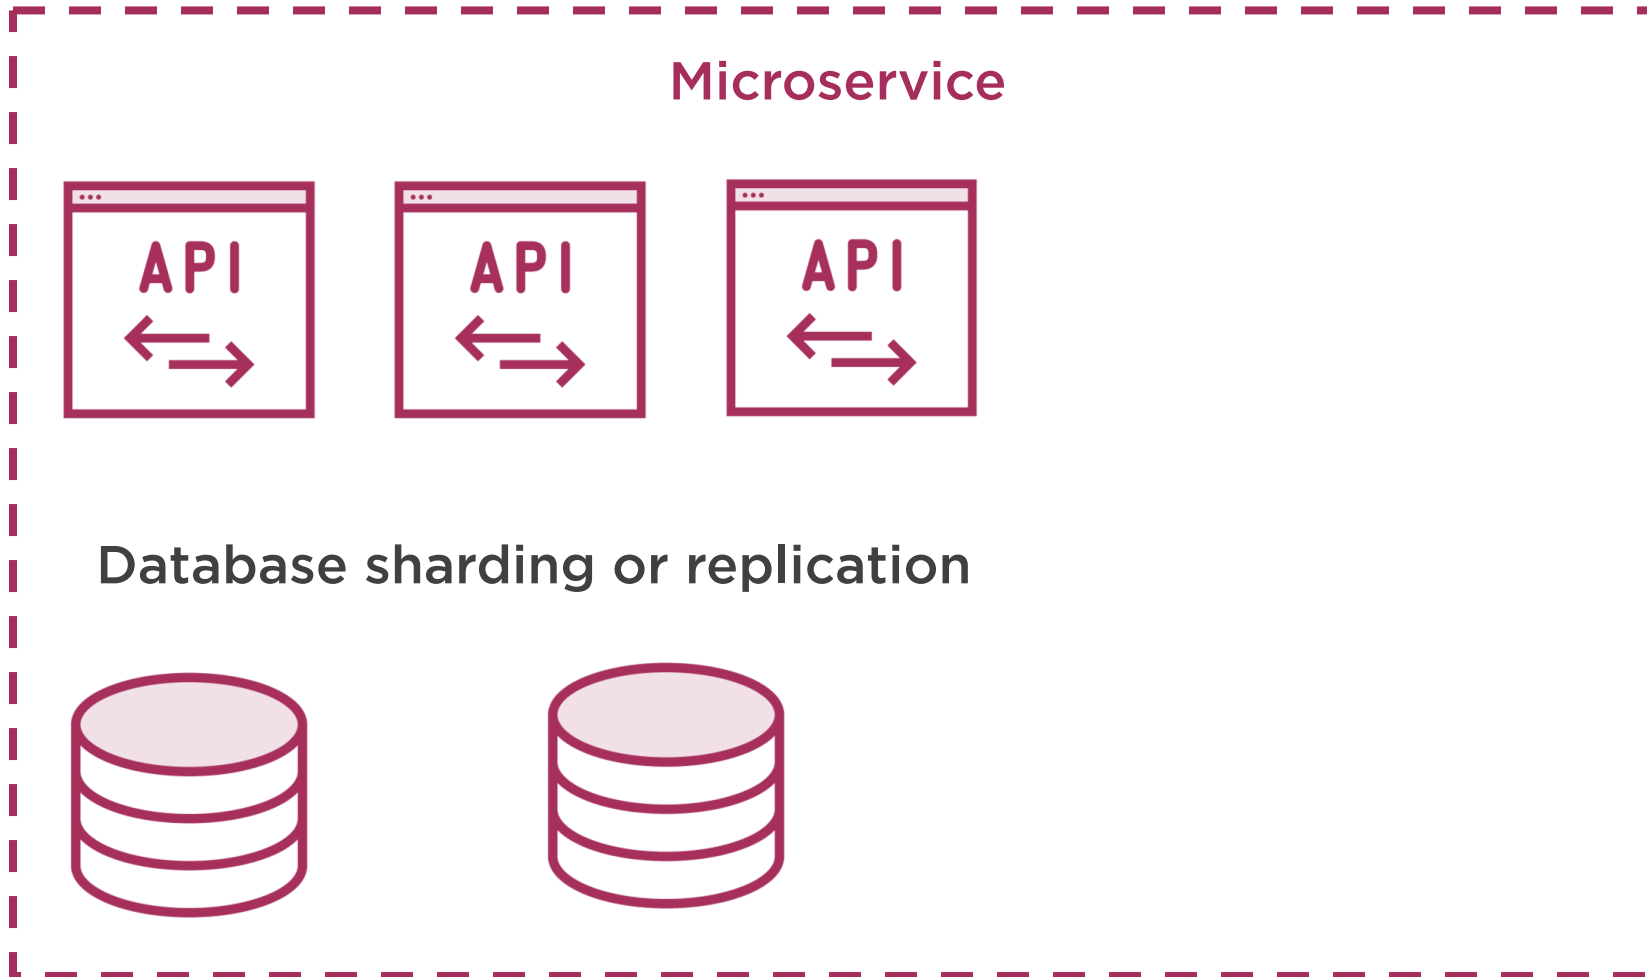 Microservice
API
API
API
Database sharding or replication